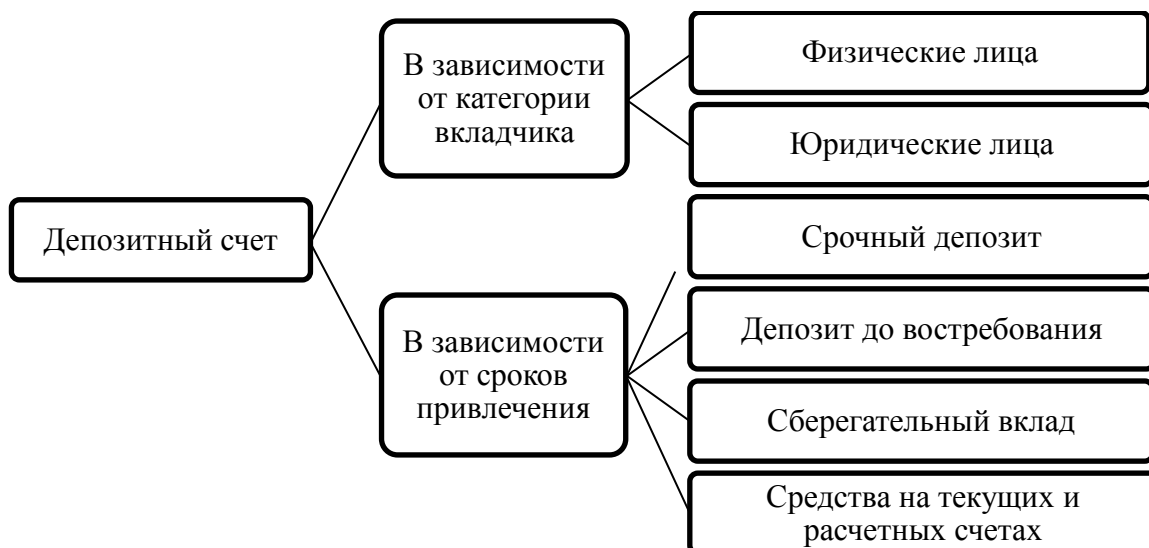 Депозитный счет
В зависимости
от категории
вкладчика
Физические лица
Юридические лица
В зависимости
от сроков
привлечения
Срочный депозит
Депозит до востребования
Сберегательный вклад
Средства на текущих и
расчетных счетах